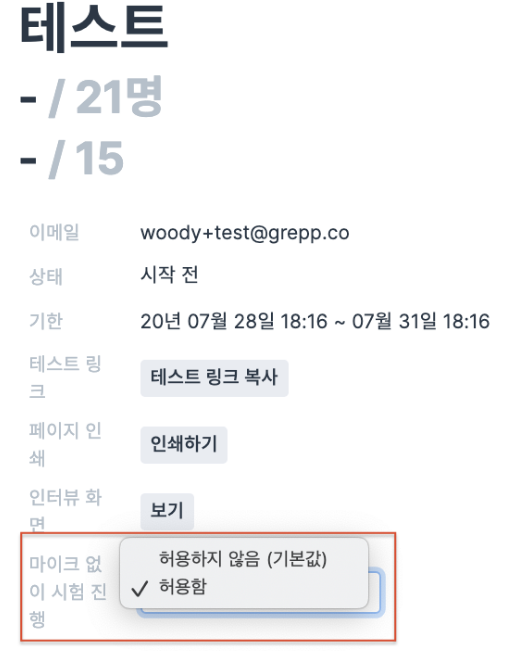 테스트
- / 21명
- / 15
이메일 woody+test@grepp.co
상태 시작 전
기한 20년 07월 28일 18:16 ~ 07월 31일 18:16
테스트 링
크
테스트 링크 복사
페이지 인
쇄
인쇄하기
인터뷰 화
면
보기
마이크 없
이 시험 진
행
허용하지 않음 (기본값)
✓ 허용함